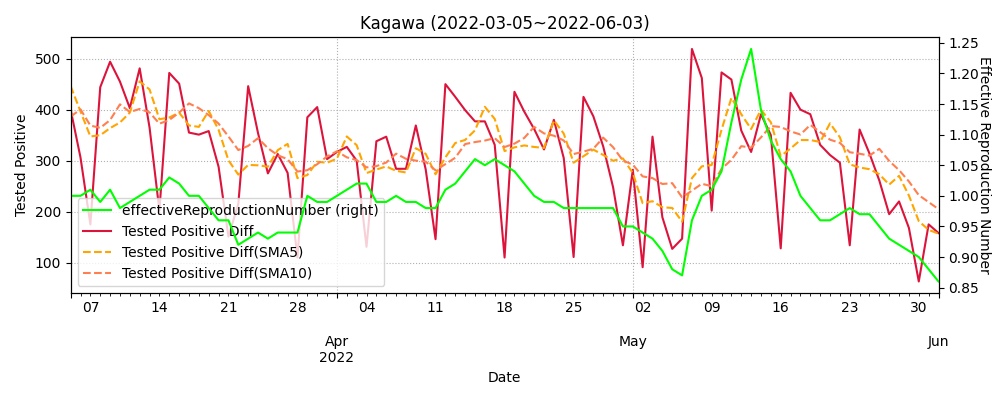 Kagawa (2022-03-05~2022-06-03)
Tested Positive
500
400
300
200
100
1.25
1.20
1.15
1.10
1.05
1.00
0.95
0.90
0.85
Effective Reproduction Number
effectiveReproductionNumber (right)
Tested Positive Diff
Tested Positive Diff(SMA5)
Tested Positive Diff(SMA10)
07 14 21 28 04 11 18 25 02 09 16 23 30
Apr May Jun
2022
Date